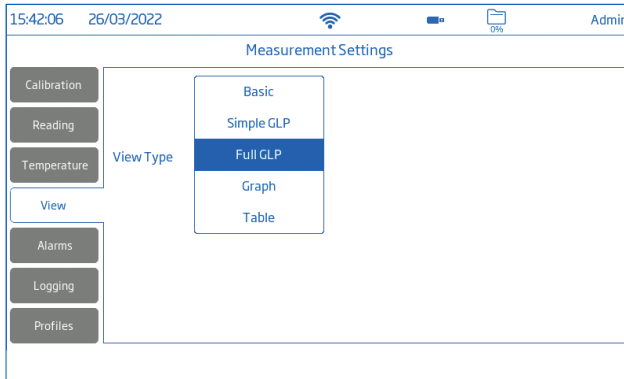 15:42:06 26/03/2022 0% Admin
Measurement Settings
Calibration
Reading
Temperature
View
Alarms
Logging
Profiles
View Type
Basic
Simple GLP
Full GLP
Graph
Table